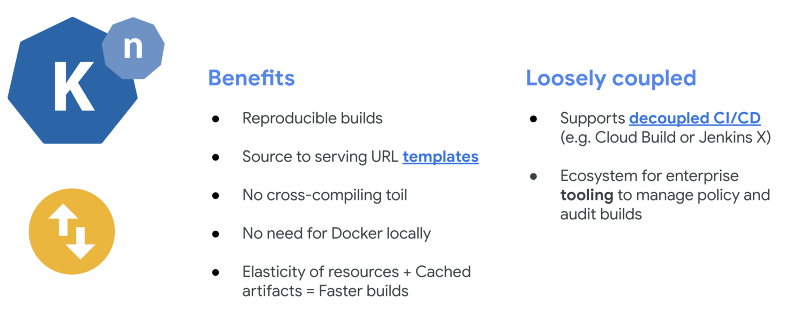 K
n
Benefits
Reproducible builds
Source to serving URL templates
No cross-compiling toil
No need for Docker locally
Elasticity of resources + Cached
artifacts = Faster builds
Loosely coupled
Supports decoupled CI/CD
(e.g. Cloud Build or Jenkins X)
Ecosystem for enterprise
tooling to manage policy and
audit builds